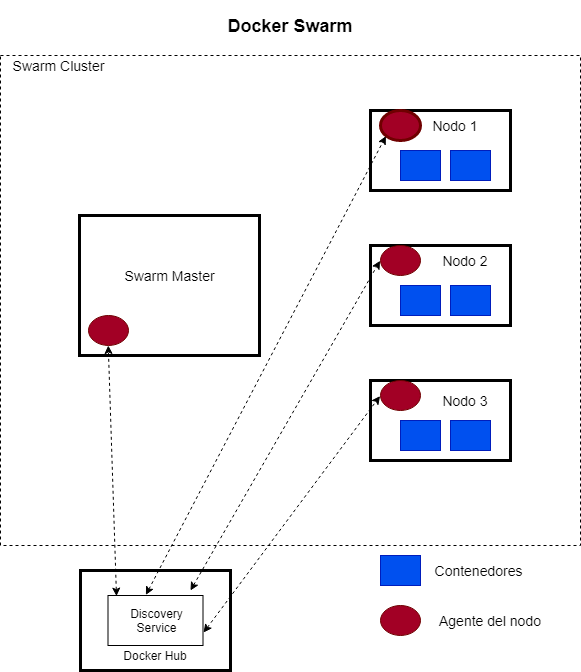 Docker Swarm
Swarm Cluster
Nodo 1
Nodo 2
Swarm Master
Nodo 3
Contenedores
Discovery
Service
Agente del nodo
Docker Hub